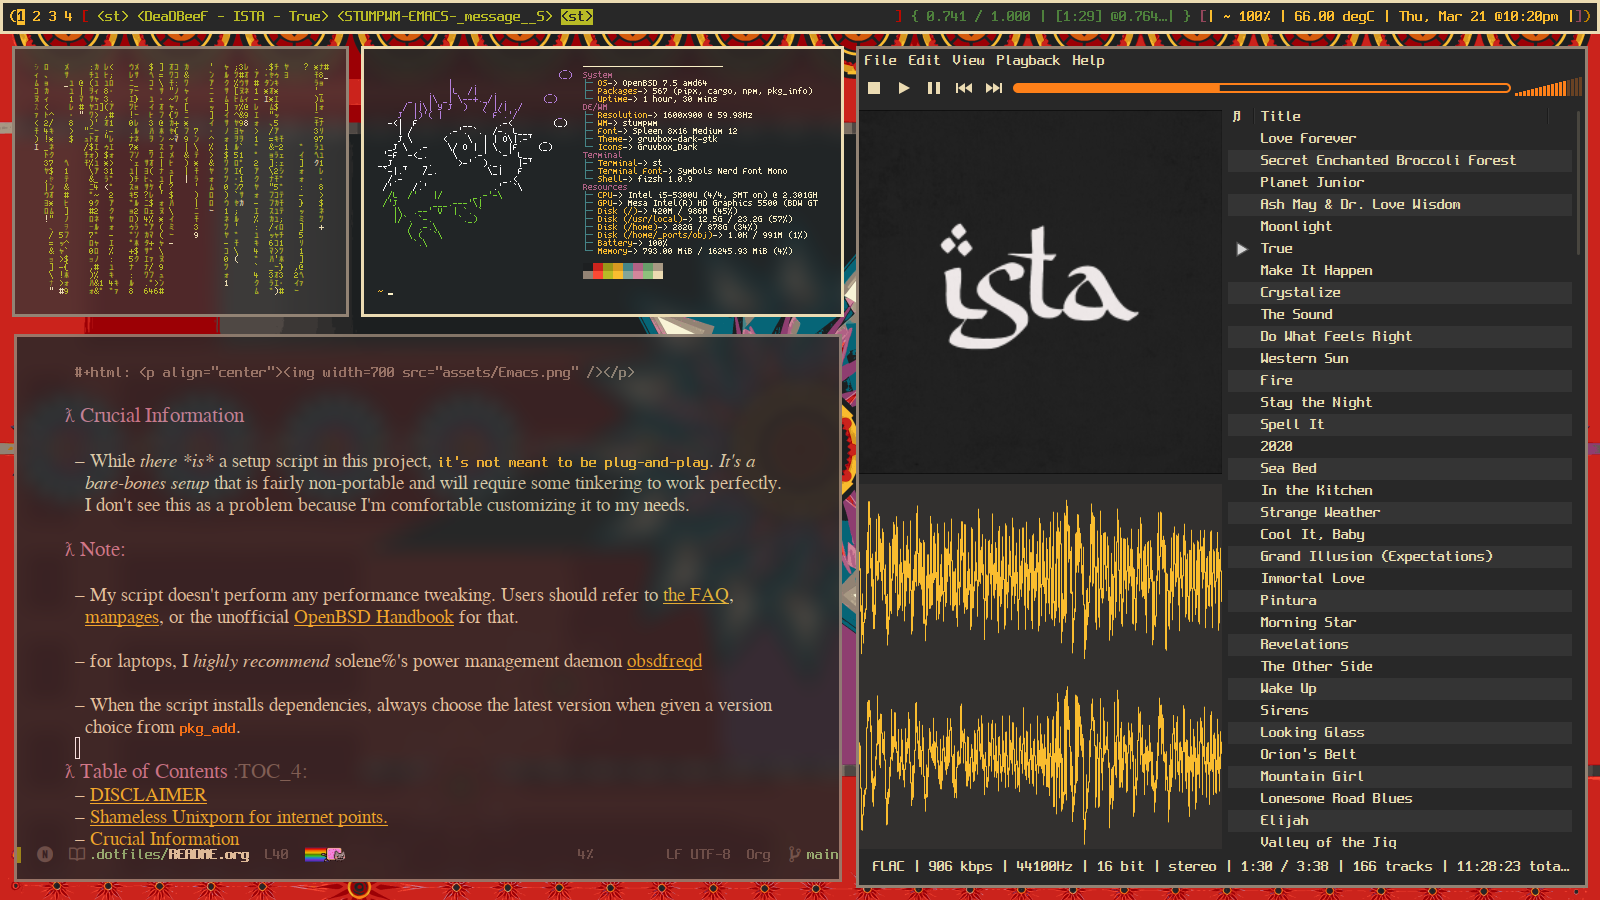 (1 2 3 4 [ <st> <DeaDBeeF - ISTA - True> <STUMPWM-EMACS-_message__S> <st>
] { 0.741 / 1.000 | [1:29] @0.764…| } [| ~ 100% | 66.00 degC | Thu, Mar 21 @10:20pm |])
System
OS-> OpenBSD 7.5 amd64
Packages-> 567 (pipx, cargo, npm, pkg_info)
Uptime-> 1 hour, 30 mins
DE/WM
Resolution-> 1600x900 @ 59.98Hz
WM-> stumpwm
Font-> Spleen 8x16 Medium 12
Theme-> gruvbox-dark-gtk
Icons-> Gruvbox_Dark
Terminal
Terminal-> st
Terminal Font-> Symbols Nerd Font Mono
Shell-> fizsh 1.0.9
Resources
CPU-> Intel i5-5300U (4/4, SMT on) @ 2.301GH
GPU-> Mesa Intel(R) HD Graphics 5500 (BDW GT
Disk (/)-> 420M / 986M (45%)
Disk (/usr/local)-> 12.5G / 23.2G (57%)
Disk (/home)-> 282G / 878G (34%)
Disk (/home/_ports/obj)-> 1.0K / 991M (1%)
Battery-> 100%
Memory-> 793.00 MiB / 16245.93 MiB (4%)
~ _
#+html: <p align="center"><img width=700 src="assets/Emacs.png" /></p>
λ Crucial Information
– While there *is* a setup script in this project, it's not meant to be plug-and-play. It's a
bare-bones setup that is fairly non-portable and will require some tinkering to work perfectly.
I don't see this as a problem because I'm comfortable customizing it to my needs.
λ Note:
– My script doesn't perform any performance tweaking. Users should refer to the FAQ,
manpages, or the unofficial OpenBSD Handbook for that.
– for laptops, I highly recommend solene%'s power management daemon obsdfreqd
– When the script installs dependencies, always choose the latest version when given a version
choice from pkg_add.
λ Table of Contents :TOC_4:
– DISCLAIMER
– Shameless Unixporn for internet points.
– Crucial Information
N .dotfiles/README.org L40 4% LF UTF-8 Org main
File Edit View Playback Help
ista
Title
Love Forever
Secret Enchanted Broccoli Forest
Planet Junior
Ash May & Dr. Love Wisdom
Moonlight
True
Make It Happen
Crystalize
The Sound
Do What Feels Right
Western Sun
Fire
Stay the Night
Spell It
2020
Sea Bed
In the Kitchen
Strange Weather
Cool It, Baby
Grand Illusion (Expectations)
Immortal Love
Pintura
Morning Star
Revelations
The Other Side
Wake Up
Sirens
Looking Glass
Orion's Belt
Mountain Girl
Lonesome Road Blues
Elijah
Valley of the Jig
FLAC | 906 kbps | 44100Hz | 16 bit | stereo | 1:30 / 3:38 | 166 tracks | 11:28:23 tota…